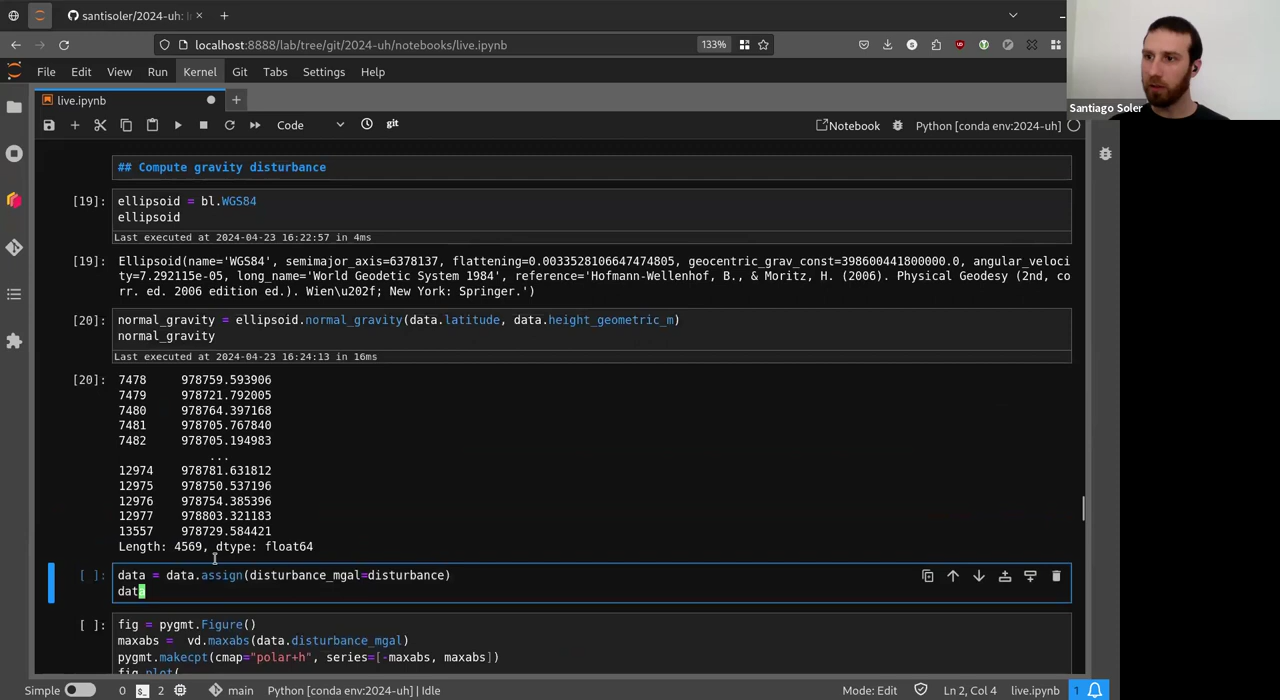 santisoler/2024-uh: l
localhost:8888/lab/tree/git/2024-uh/notebooks/live.ipynb
133%
Santiago Soler
File Edit View Run Kernel Git Tabs Settings Help
live.ipynb
Code
git
Notebook
Python [conda env:2024-uh]
## Compute gravity disturbance
[19]:
ellipsoid = bl.WGS84
ellipsoid
Last executed at 2024-04-23 16:22:57 in 4ms
[19]:
Ellipsoid(name='WGS84', semimajor_axis=6378137, flattening=0.0033528106647474805, geocentric_grav_const=398600441800000.0, angular_veloci
ty=7.292115e-05, long_name='World Geodetic System 1984', reference='Hofmann-Wellenhof, B., & Moritz, H. (2006). Physical Geodesy (2nd, co
rr. ed. 2006 edition ed.). Wien\u202f; New York: Springer.')
[20]:
normal_gravity = ellipsoid.normal_gravity(data.latitude, data.height_geometric_m)
normal_gravity
Last executed at 2024-04-23 16:24:13 in 16ms
[20]:
7478 978759.593906
7479 978721.792005
7480 978764.397168
7481 978705.767840
7482 978705.194983
...
12974 978781.631812
12975 978750.537196
12976 978754.385396
12977 978803.321183
13557 978729.584421
Length: 4569, dtype: float64
[ ]:
data = data.assign(disturbance_mgal=disturbance)
data
[ ]:
fig = pygmt.Figure()
maxabs = vd.maxabs(data.disturbance_mgal)
pygmt.makecpt(cmap="polar+h", series=[-maxabs, maxabs])
fig.plot(
Simple
0
2
main
Python [conda env:2024-uh] | Idle
Mode: Edit
Ln 2, Col 4
live.ipynb
1